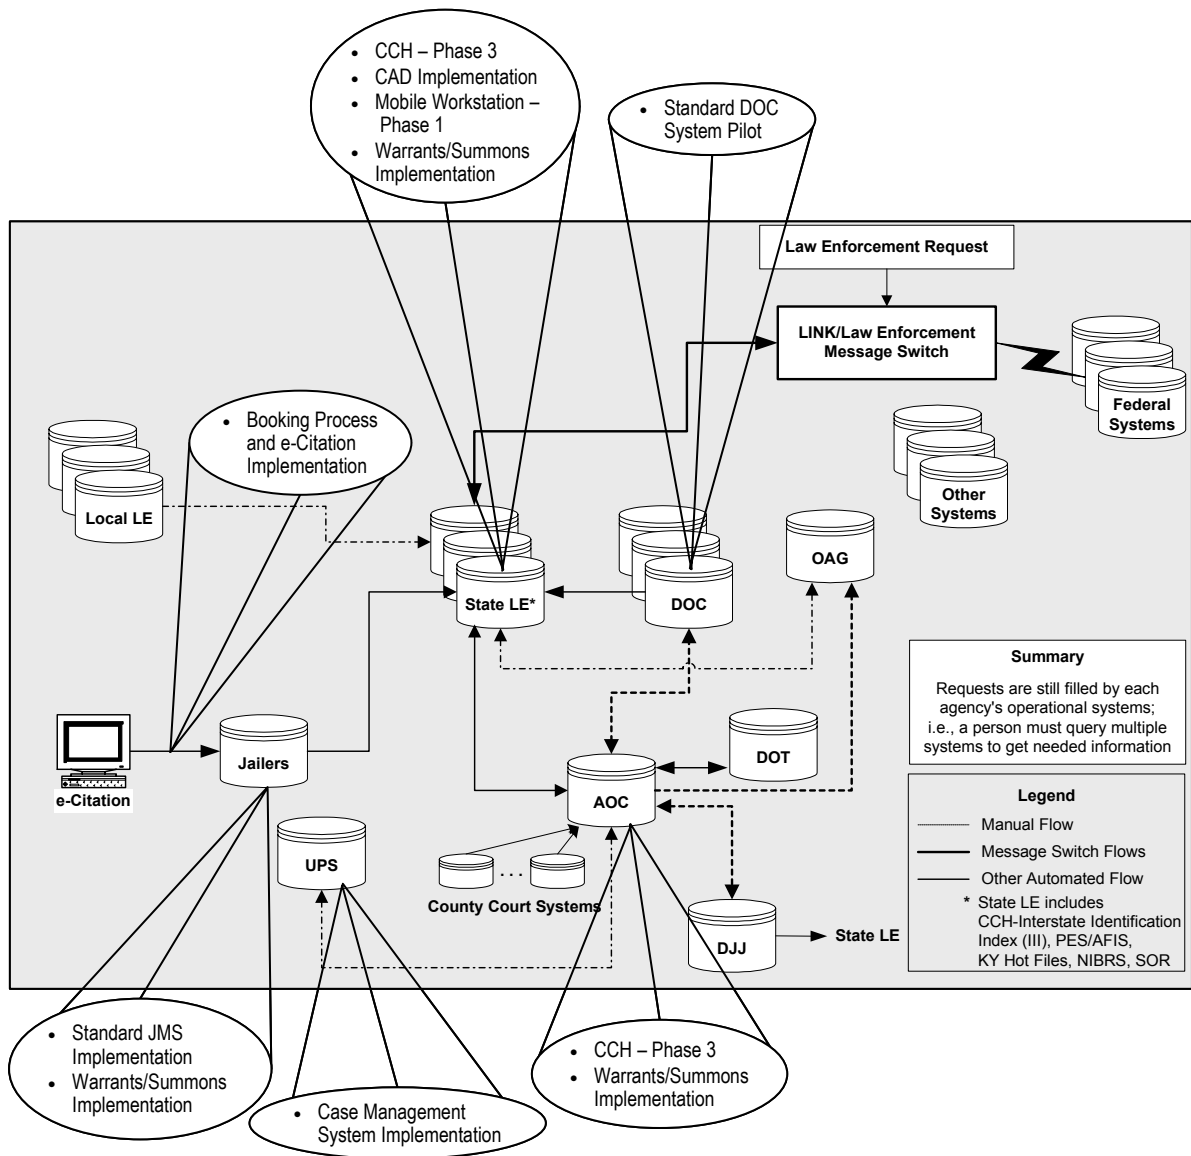 • CCH – Phase 3
• CAD Implementation
• Mobile Workstation –
Phase 1
• Warrants/Summons
Implementation
• Standard DOC
System Pilot
Law Enforcement Request
LINK/Law Enforcement
Message Switch
Federal
Systems
Other
Systems
• Booking Process
and e-Citation
Implementation
Local LE
State LE*
DOC
OAG
Summary
Requests are still filled by each
agency's operational systems;
i.e., a person must query multiple
systems to get needed information
e-Citation
Jailers
DOT
AOC
UPS
. . .
County Court Systems
DJJ
State LE
Legend
Manual Flow
Message Switch Flows
Other Automated Flow
* State LE includes
CCH-Interstate Identification
Index (III), PES/AFIS,
KY Hot Files, NIBRS, SOR
• Standard JMS
Implementation
• Warrants/Summons
Implementation
• Case Management
System Implementation
• CCH – Phase 3
• Warrants/Summons
Implementation